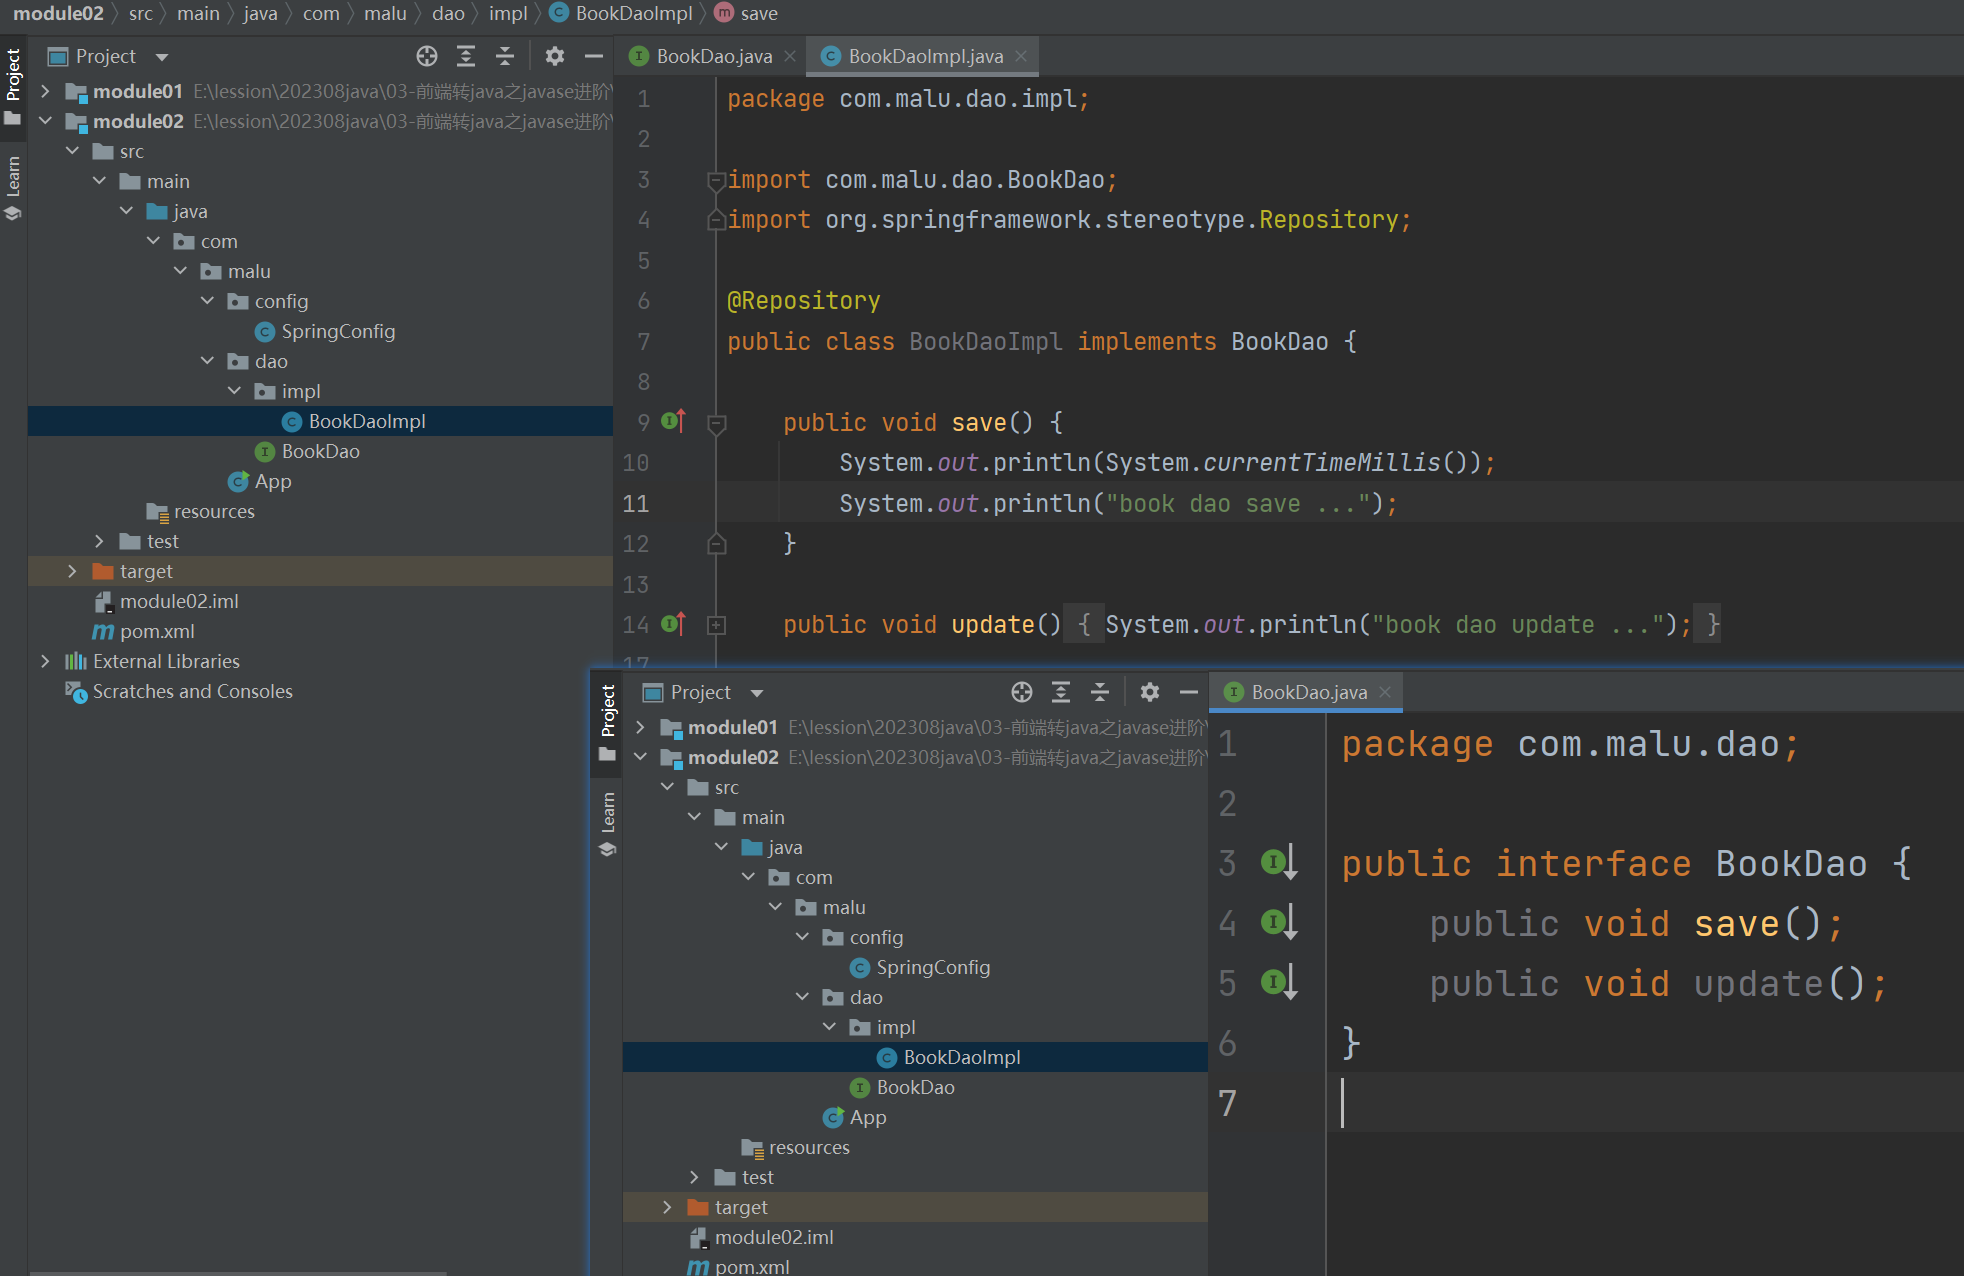 module02 src main java com malu dao impl BookDaoImpl save
Project
Learn
Project
module01 E:\lession\202308java\03-前端转java之javase进阶\
module02 E:\lession\202308java\03-前端转java之javase进阶\
src
main
java
com
malu
config
SpringConfig
dao
impl
BookDaoImpl
BookDao
App
resources
test
target
module02.iml
pom.xml
External Libraries
Scratches and Consoles
BookDao.java BookDaoImpl.java
1 package com.malu.dao.impl;
2
3 import com.malu.dao.BookDao;
4 import org.springframework.stereotype.Repository;
5
6 @Repository
7 public class BookDaoImpl implements BookDao {
8
9 public void save() {
10 System.out.println(System.currentTimeMillis());
11 System.out.println("book dao save ...");
12 }
13
14 public void update() { System.out.println("book dao update ..."); }
17
Project
Learn
Project
module01 E:\lession\202308java\03-前端转java之javase进阶\
module02 E:\lession\202308java\03-前端转java之javase进阶\
src
main
java
com
malu
config
SpringConfig
dao
impl
BookDaoImpl
BookDao
App
resources
test
target
module02.iml
pom.xml
BookDao.java
1 package com.malu.dao;
2
3 public interface BookDao {
4 public void save();
5 public void update();
6 }
7